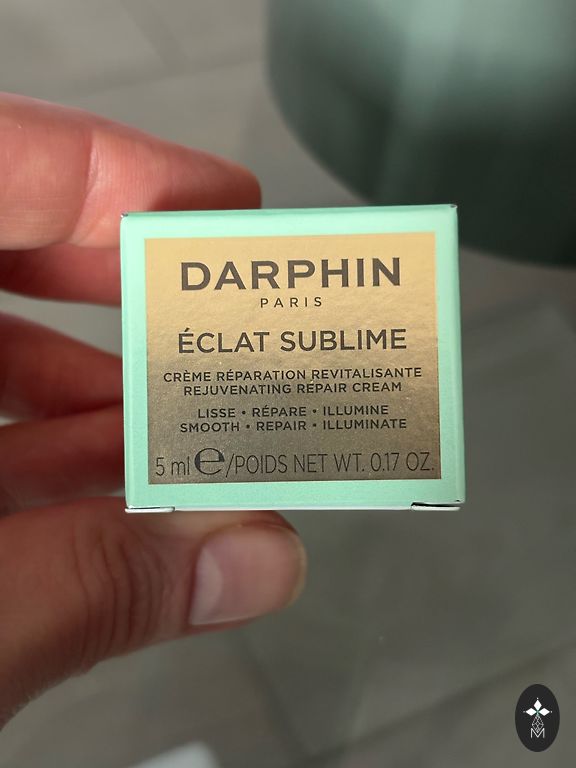 DARPHIN
PARIS
ÉCLAT SUBLIME
CRÈME RÉPARATION REVITALISANTE
REJUVENATING REPAIR CREAM
LISSE • RÉPARE • ILLUMINE
SMOOTH • REPAIR • ILLUMINATE
5 ml ℮/POIDS NET WT. 0.17 OZ.
M